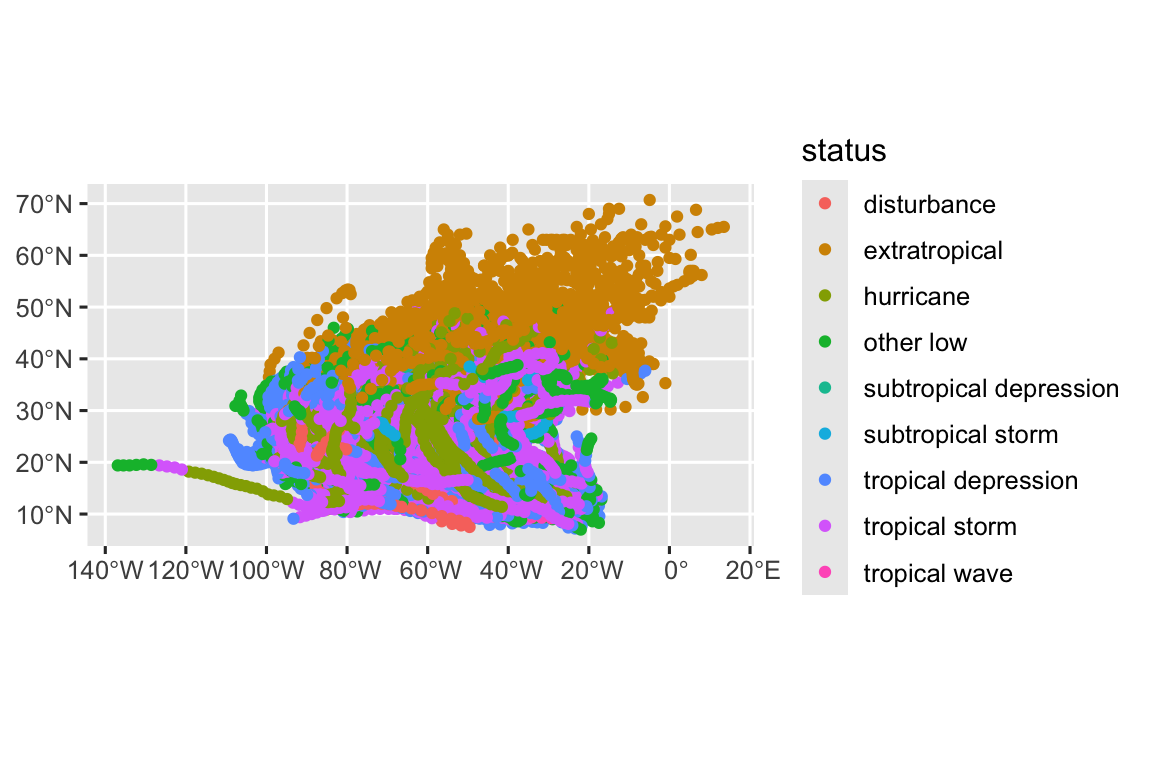 status
disturbance
extratropical
hurricane
other low
subtropical depression
subtropical storm
tropical depression
tropical storm
tropical wave
70°N
60°N
50°N
40°N
30°N
20°N
10°N
140°W 120°W 100°W 80°W 60°W 40°W 20°W 0° 20°E